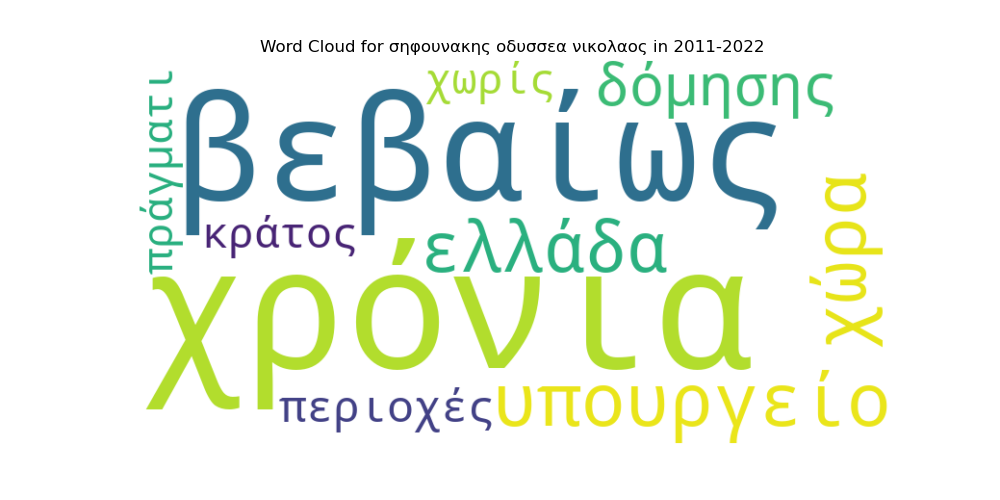 Word Cloud for σηφουνακης οδυσσεα νικολαος in 2011-2022
χωρίς
δόμησης
πράγματι
βεβαίως
κράτος
ελλάδα
χώρα
χρόνια
περιοχές
υπουργείο